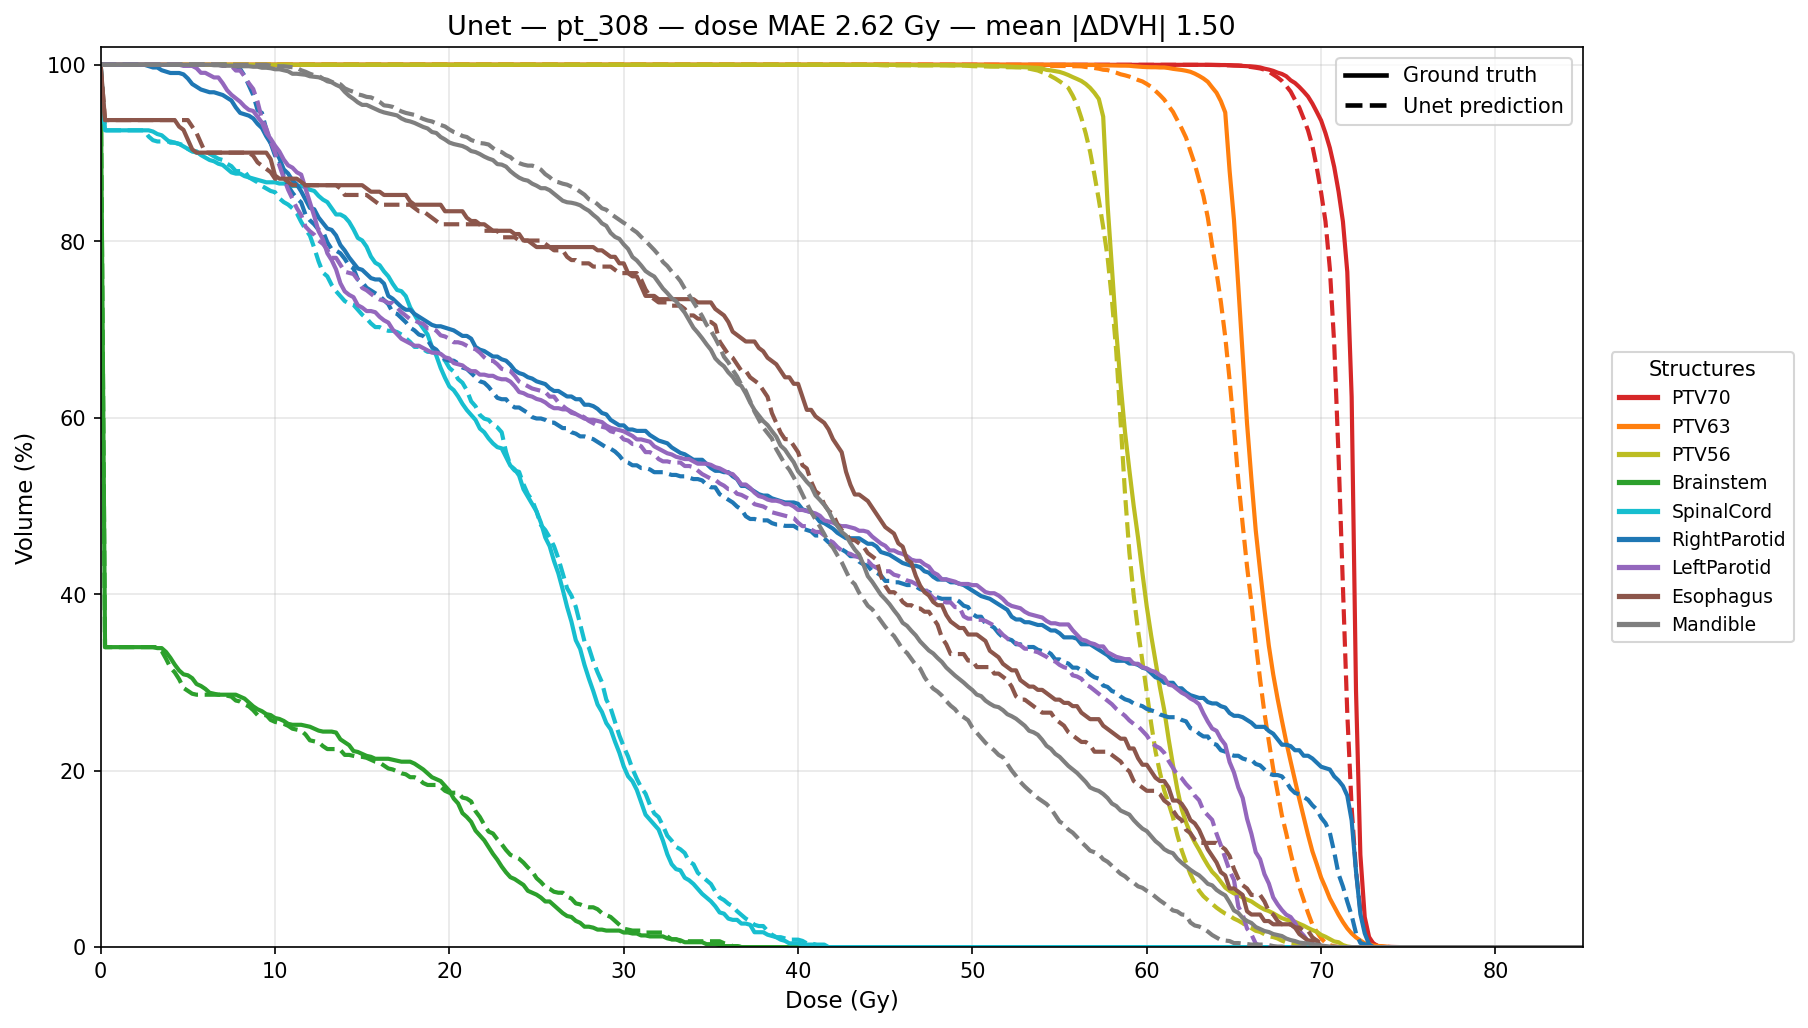 Unet — pt_308 — dose MAE 2.62 Gy — mean |ΔDVH| 1.50
Ground truth
Unet prediction
Structures
PTV70
PTV63
PTV56
Brainstem
SpinalCord
RightParotid
LeftParotid
Esophagus
Mandible
Volume (%)
100
80
60
40
20
0
0 10 20 30 40 50 60 70 80
Dose (Gy)